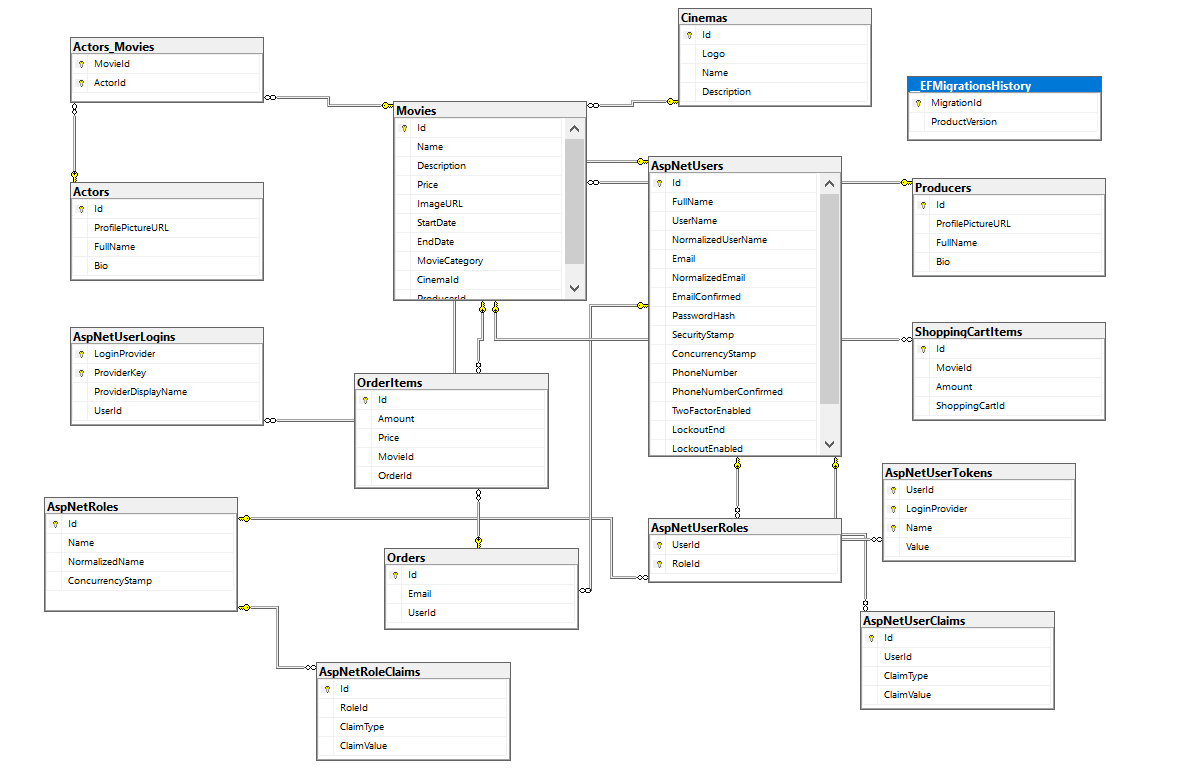 Cinemas
Id
Logo
Name
Description
Actors_Movies
MovieId
ActorId
__EFMigrationsHistory
MigrationId
ProductVersion
Movies
Id
Name
Description
Price
ImageURL
StartDate
EndDate
MovieCategory
CinemaId
ProducerId
AspNetUsers
Id
FullName
UserName
NormalizedUserName
Email
NormalizedEmail
EmailConfirmed
PasswordHash
SecurityStamp
ConcurrencyStamp
PhoneNumber
PhoneNumberConfirmed
TwoFactorEnabled
LockoutEnd
LockoutEnabled
Actors
Id
ProfilePictureURL
FullName
Bio
Producers
Id
ProfilePictureURL
FullName
Bio
AspNetUserLogins
LoginProvider
ProviderKey
ProviderDisplayName
UserId
ShoppingCartItems
Id
MovieId
Amount
ShoppingCartId
OrderItems
Id
Amount
Price
MovieId
OrderId
AspNetUserTokens
UserId
LoginProvider
Name
Value
AspNetRoles
Id
Name
NormalizedName
ConcurrencyStamp
AspNetUserRoles
UserId
RoleId
Orders
Id
Email
UserId
AspNetUserClaims
Id
UserId
ClaimType
ClaimValue
AspNetRoleClaims
Id
RoleId
ClaimType
ClaimValue